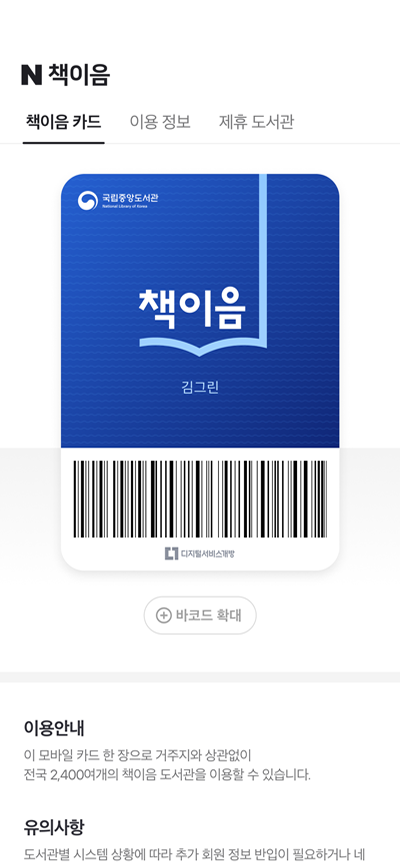 N 책이음
책이음 카드 이용 정보 제휴 도서관
국립중앙도서관
National Library of Korea
책이음
김그린
디지털서비스개방
바코드 확대
이용안내
이 모바일 카드 한 장으로 거주지와 상관없이
전국 2,400여개의 책이음 도서관을 이용할 수 있습니다.
유의사항
도서관별 시스템 상황에 따라 추가 회원 정보 반입이 필요하거나 네